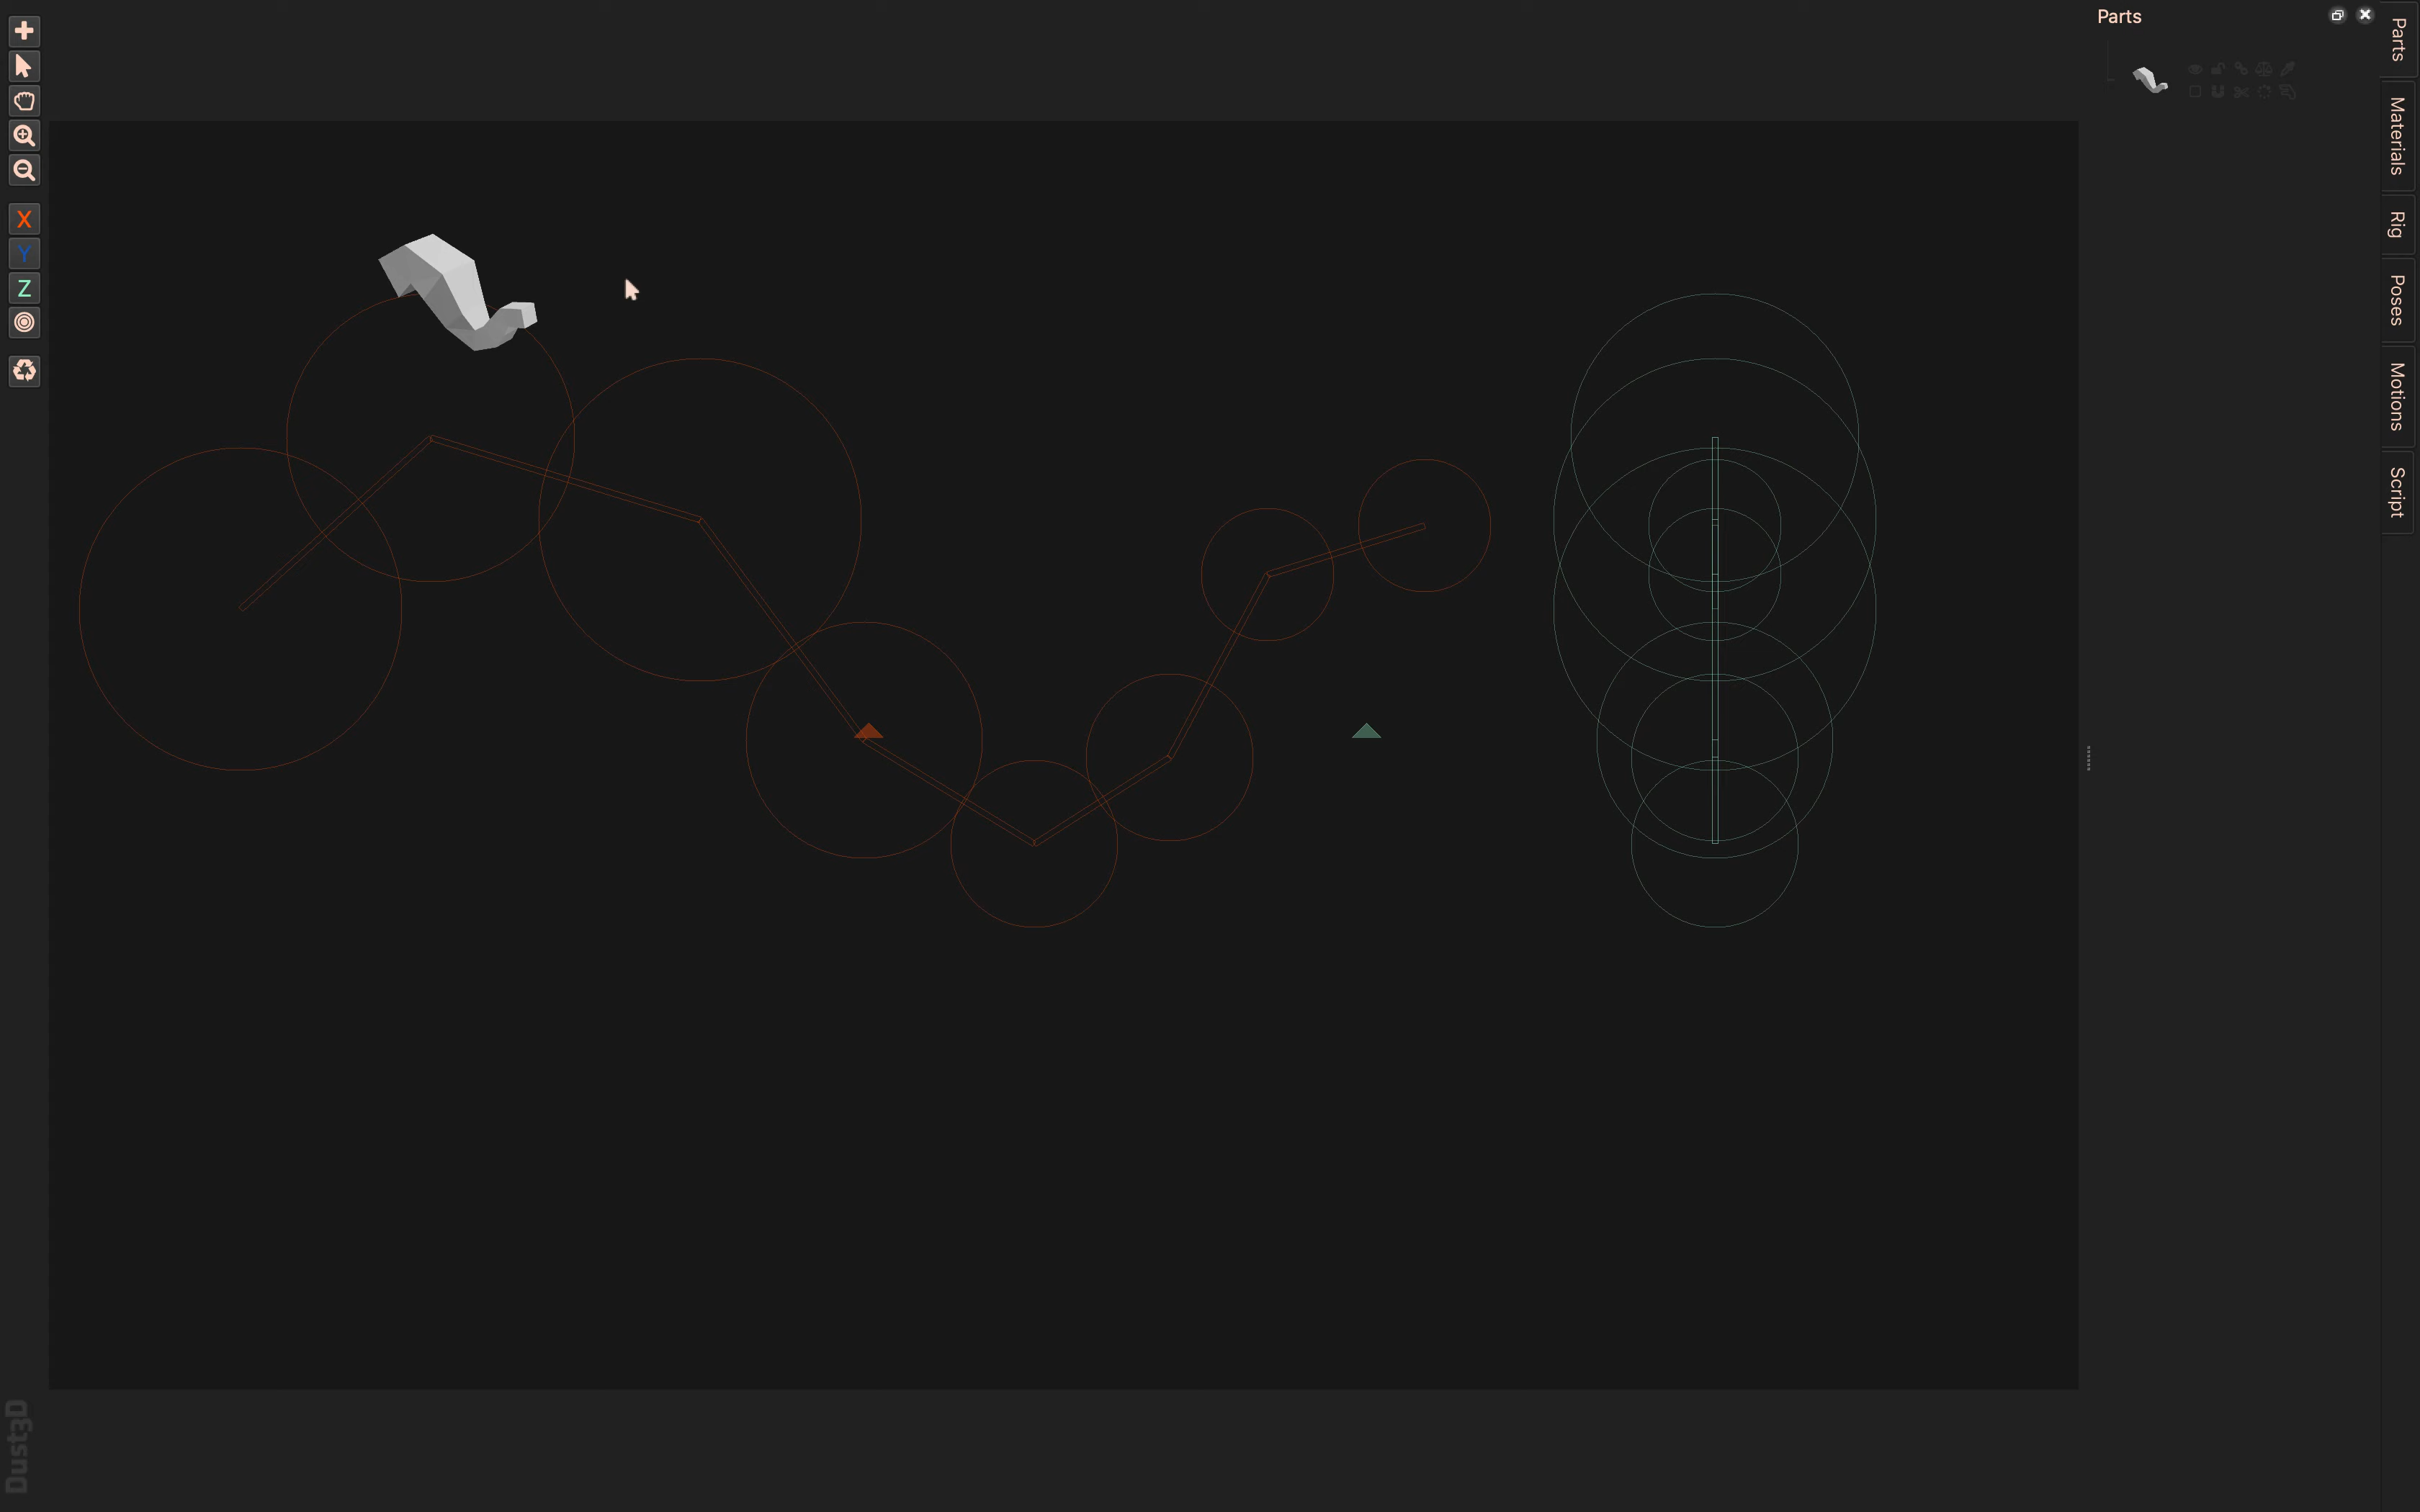 X
Y
Z
Dust3D
Parts
Parts
Materials
Rig
Poses
Motions
Script